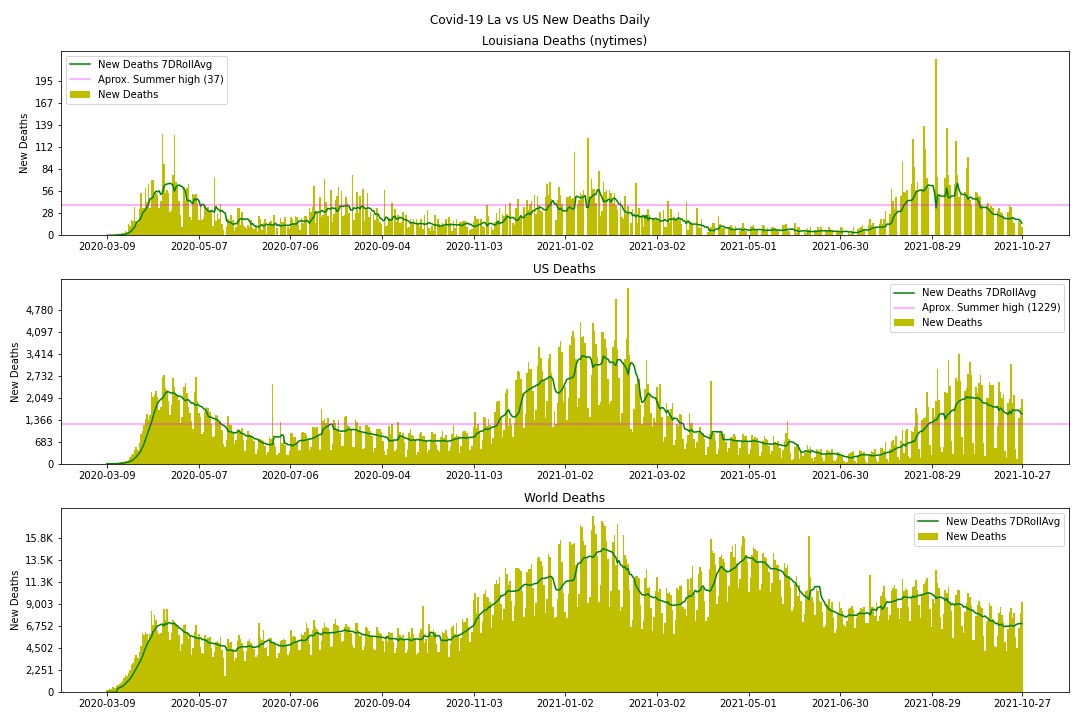 Covid-19 La vs US New Deaths Daily
Louisiana Deaths (nytimes)
New Deaths 7DRollAvg
Aprox. Summer high (37)
New Deaths
New Deaths
195
167
139
112
84
56
28
0
2020-03-09 2020-05-07 2020-07-06 2020-09-04 2020-11-03 2021-01-02 2021-03-02 2021-05-01 2021-06-30 2021-08-29 2021-10-27
US Deaths
New Deaths 7DRollAvg
Aprox. Summer high (1229)
New Deaths
New Deaths
4,780
4,097
3,414
2,732
2,049
1,366
683
0
2020-03-09 2020-05-07 2020-07-06 2020-09-04 2020-11-03 2021-01-02 2021-03-02 2021-05-01 2021-06-30 2021-08-29 2021-10-27
World Deaths
New Deaths 7DRollAvg
New Deaths
New Deaths
15.8K
13.5K
11.3K
9,003
6,752
4,502
2,251
0
2020-03-09 2020-05-07 2020-07-06 2020-09-04 2020-11-03 2021-01-02 2021-03-02 2021-05-01 2021-06-30 2021-08-29 2021-10-27